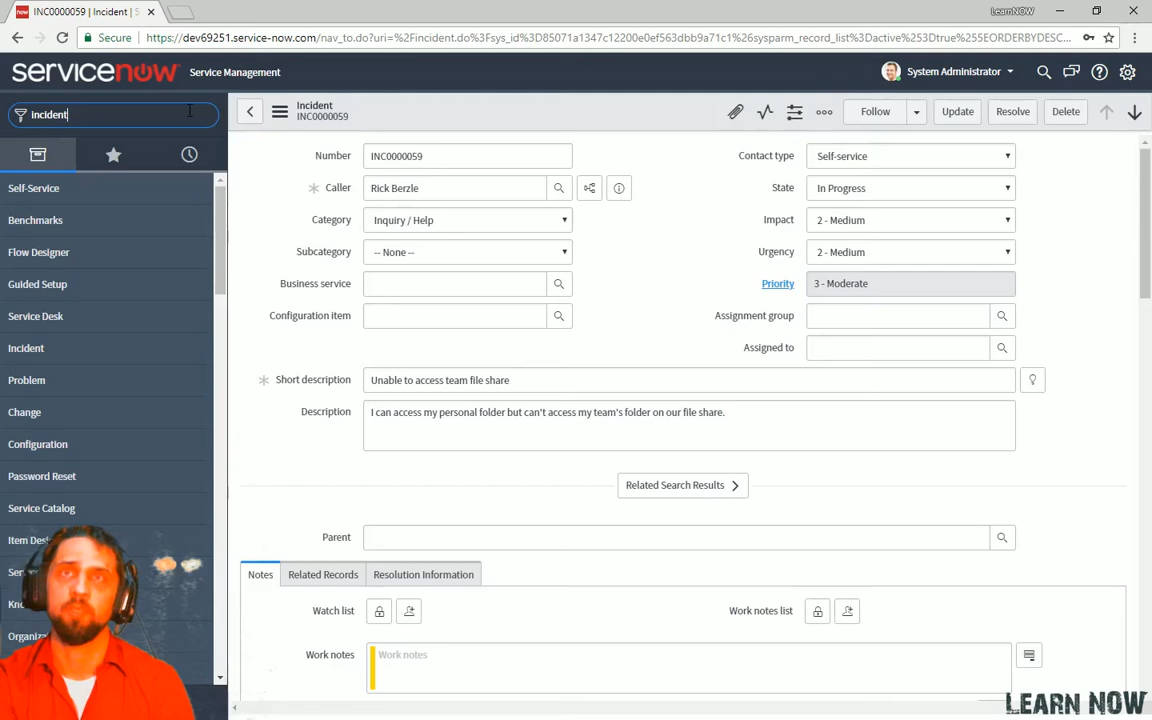 INC0000059 | Incident | S
LearnNOW
Secure
https://dev69251.service-now.com/nav_to.do?uri=%2Fincident.do%3Fsys_id%3D85071a1347c12200e0ef563dbb9a71c1%26sysparm_record_list%3Dactive%253Dtrue%255EORDERBYDESC...
servicenow Service Management
System Administrator
Incident
Incident
INC0000059
Follow
Update
Resolve
Delete
Self-Service
Benchmarks
Flow Designer
Guided Setup
Service Desk
Incident
Problem
Change
Configuration
Password Reset
Service Catalog
Item Des
Ser
Kno
Organiza
Number INC0000059
Caller Rick Berzle
Category Inquiry / Help
Subcategory -- None --
Business service
Configuration item
Contact type Self-service
State In Progress
Impact 2 - Medium
Urgency 2 - Medium
Priority 3 - Moderate
Assignment group
Assigned to
Short description Unable to access team file share
Description I can access my personal folder but can't access my team's folder on our file share.
Related Search Results
Parent
Notes Related Records Resolution Information
Watch list
Work notes list
Work notes Work notes
LEARN NOW